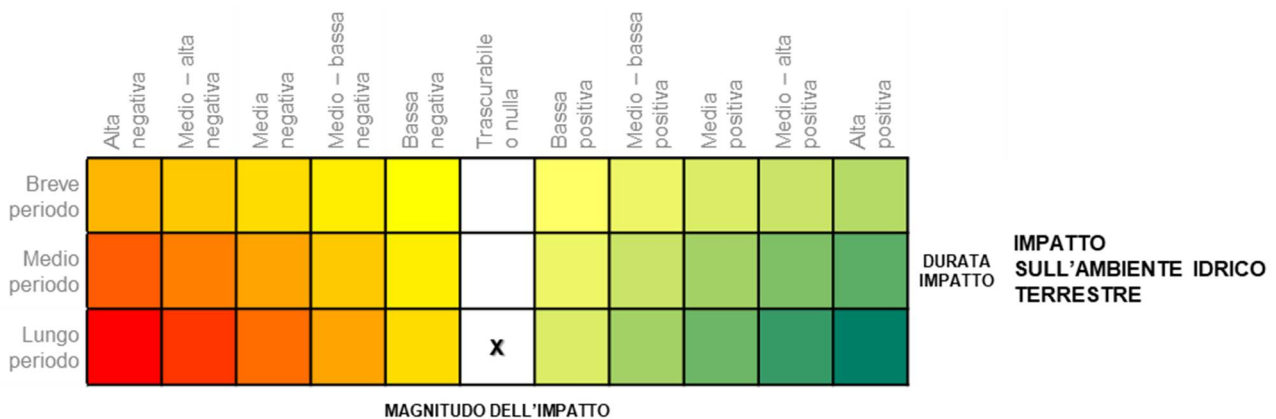 Alta
negativa
Medio – alta
negativa
Media
negativa
Medio – bassa
negativa
Bassa
negativa
Trascurabile
o nulla
Bassa
positiva
Medio – bassa
positiva
Media
positiva
Medio – alta
positiva
Alta
positiva
Breve
periodo
Medio
periodo
Lungo
periodo
X
DURATA
IMPATTO
IMPATTO
SULL'AMBIENTE IDRICO
TERRESTRE
MAGNITUDO DELL'IMPATTO